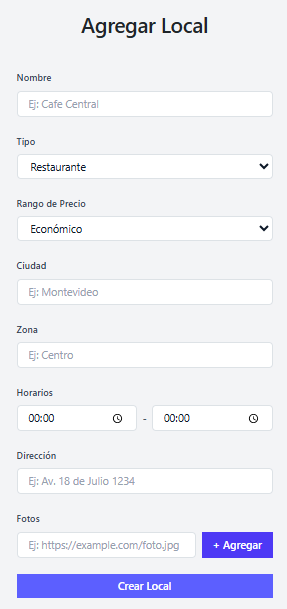 Agregar Local
Nombre
Ej: Cafe Central
Tipo
Restaurante
Rango de Precio
Económico
Ciudad
Ej: Montevideo
Zona
Ej: Centro
Horarios
00:00 - 00:00
Dirección
Ej: Av. 18 de Julio 1234
Fotos
Ej: https://example.com/foto.jpg + Agregar
Crear Local